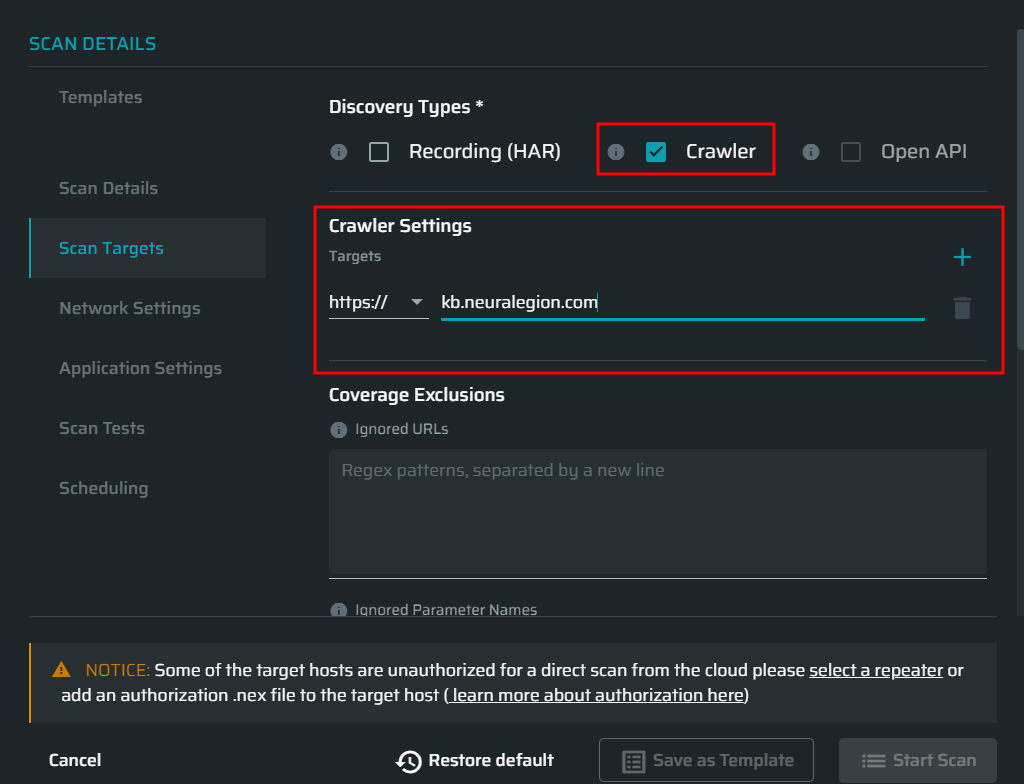 SCAN DETAILS
Templates
Scan Details
Scan Targets
Network Settings
Application Settings
Scan Tests
Scheduling
Discovery Types *
Recording (HAR)
Crawler
Open API
Crawler Settings
Targets
https://
kb.neuralegion.com
Coverage Exclusions
Ignored URLs
Regex patterns, separated by a new line
Ignored Parameter Names
NOTICE: Some of the target hosts are unauthorized for a direct scan from the cloud please select a repeater or
add an authorization .nex file to the target host ( learn more about authorization here)
Cancel
Restore default
Save as Template
Start Scan